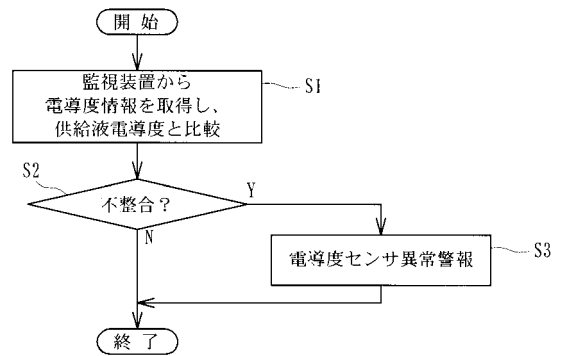 開 始
監視装置から
電導度情報を取得し、
供給液電導度と比較
S1
S2
不整合？
Y
N
電導度センサ異常警報
S3
終 了